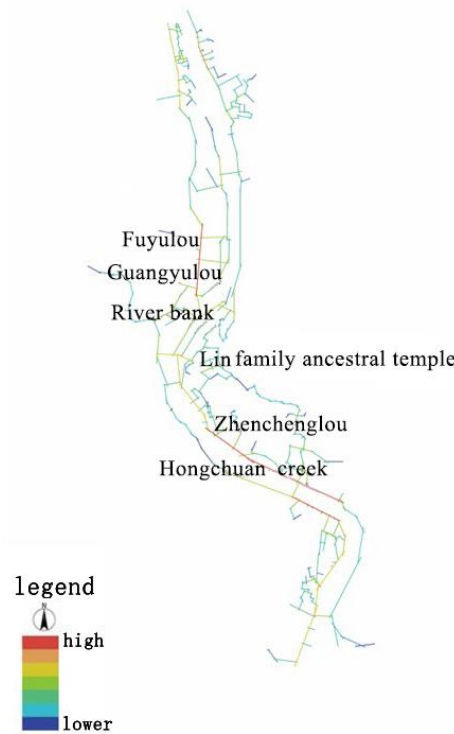 Fuyulou
Guangyulou
River bank
Lin family ancestral temple
Zhenchenglou
Hongchuan creek
legend
N
high
lower